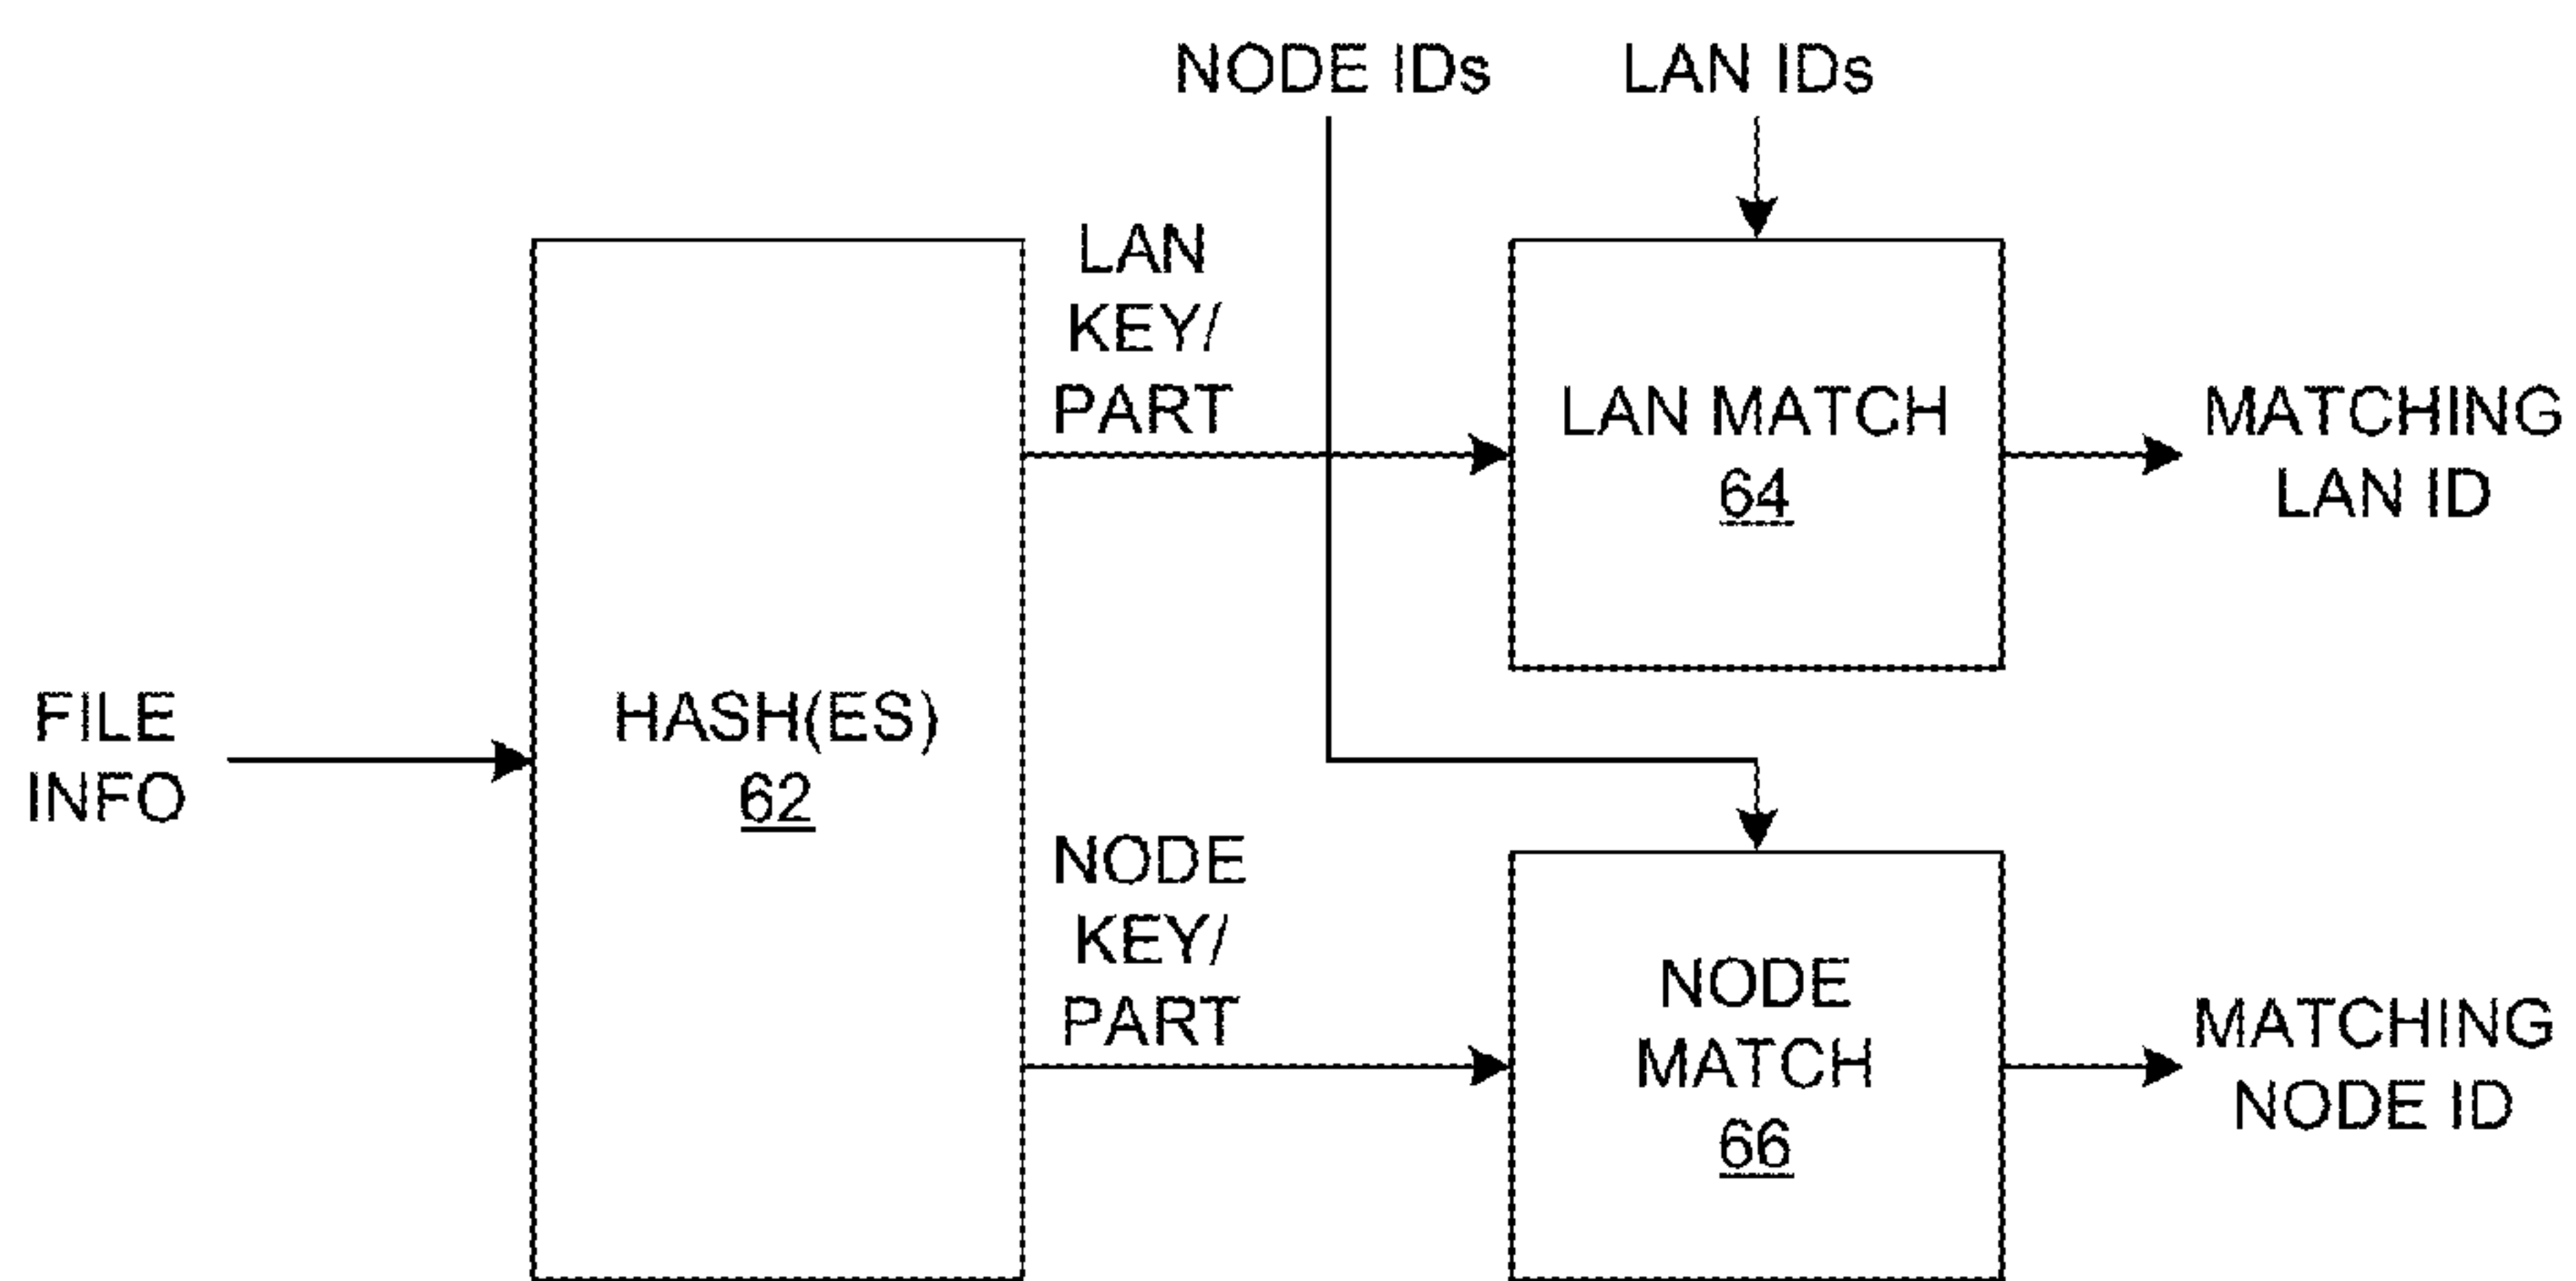 NODE IDs
LAN IDs
LAN
KEY/
PART
LAN MATCH
64
MATCHING
LAN ID
FILE
INFO
HASH(ES)
62
NODE
KEY/
PART
NODE
MATCH
66
MATCHING
NODE ID